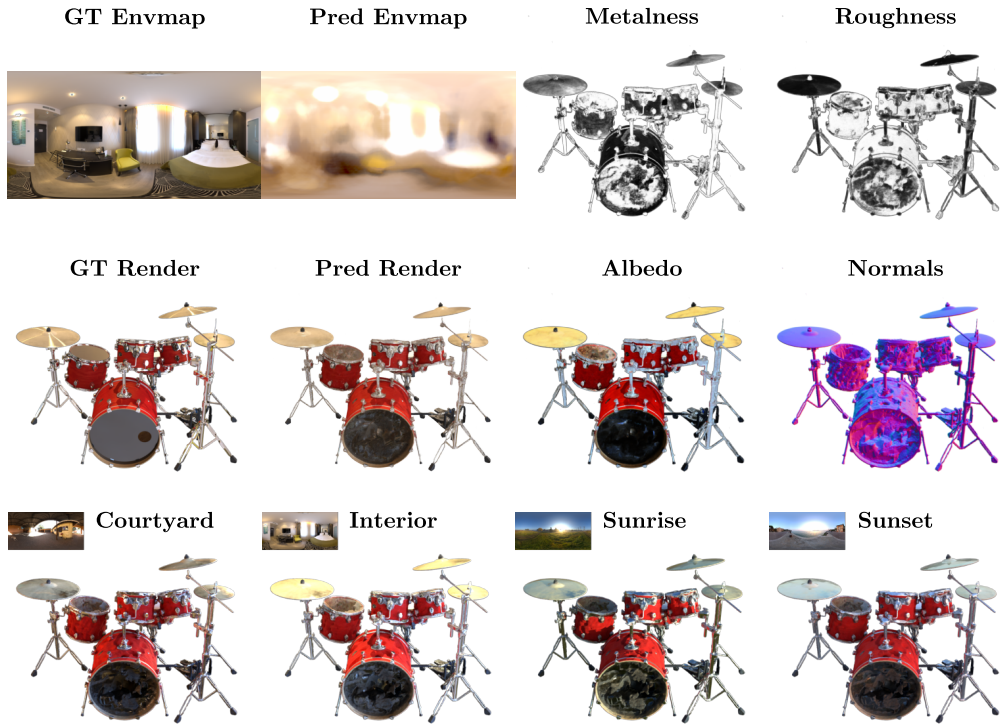 GT Envmap
Pred Envmap
Metalness
Roughness
GT Render
Pred Render
Albedo
Normals
Courtyard
Interior
Sunrise
Sunset